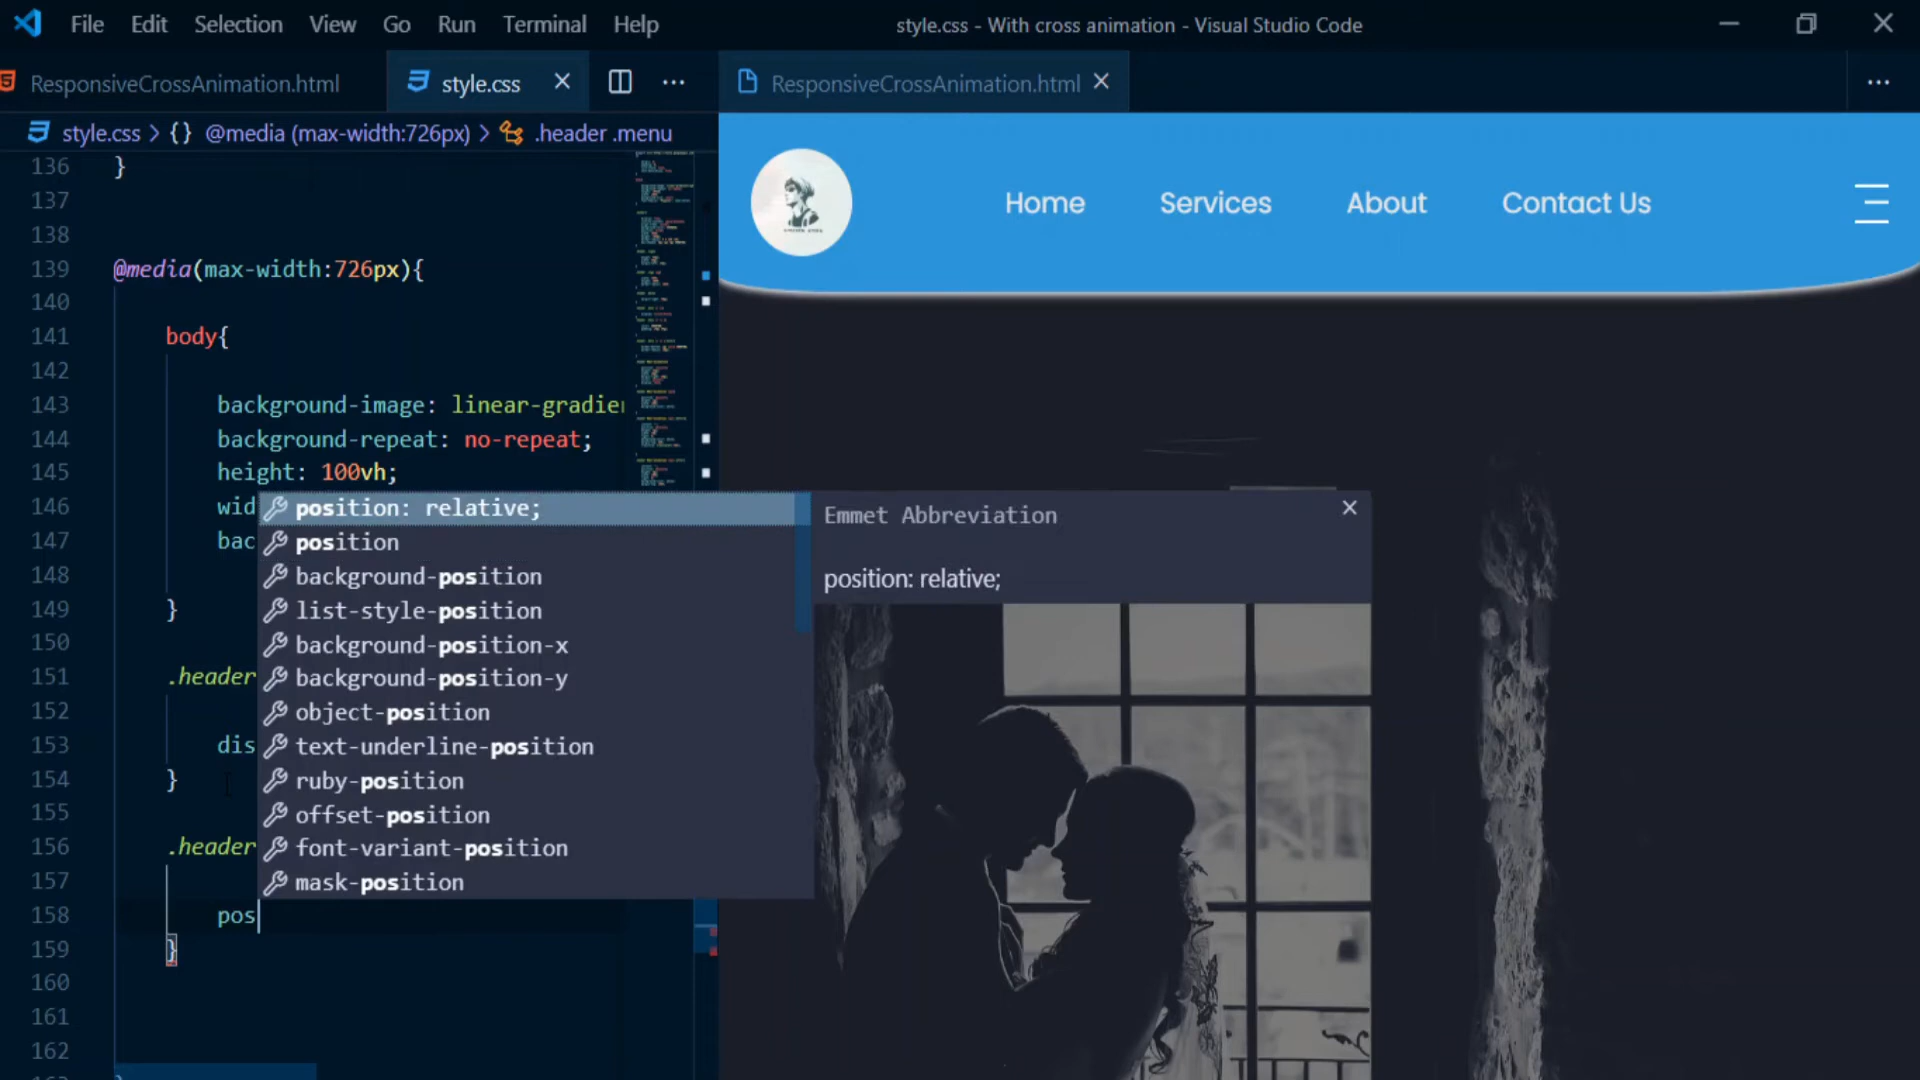 File Edit Selection View Go Run Terminal Help
style.css - With cross animation - Visual Studio Code
ResponsiveCrossAnimation.html
style.css
ResponsiveCrossAnimation.html
style.css > {} @media (max-width:726px) > .header .menu
136 }
137
138
139 @media(max-width:726px){
140
141 body{
142
143 background-image: linear-gradien
144 background-repeat: no-repeat;
145 height: 100vh;
146 wid
147 bac
148
149 }
150
151 .header
152
153 dis
154 }
155
156 .header
157
158 pos
159 }
160
161
162
position: relative;
position
background-position
list-style-position
background-position-x
background-position-y
object-position
text-underline-position
ruby-position
offset-position
font-variant-position
mask-position
Emmet Abbreviation
position: relative;
Home Services About Contact Us